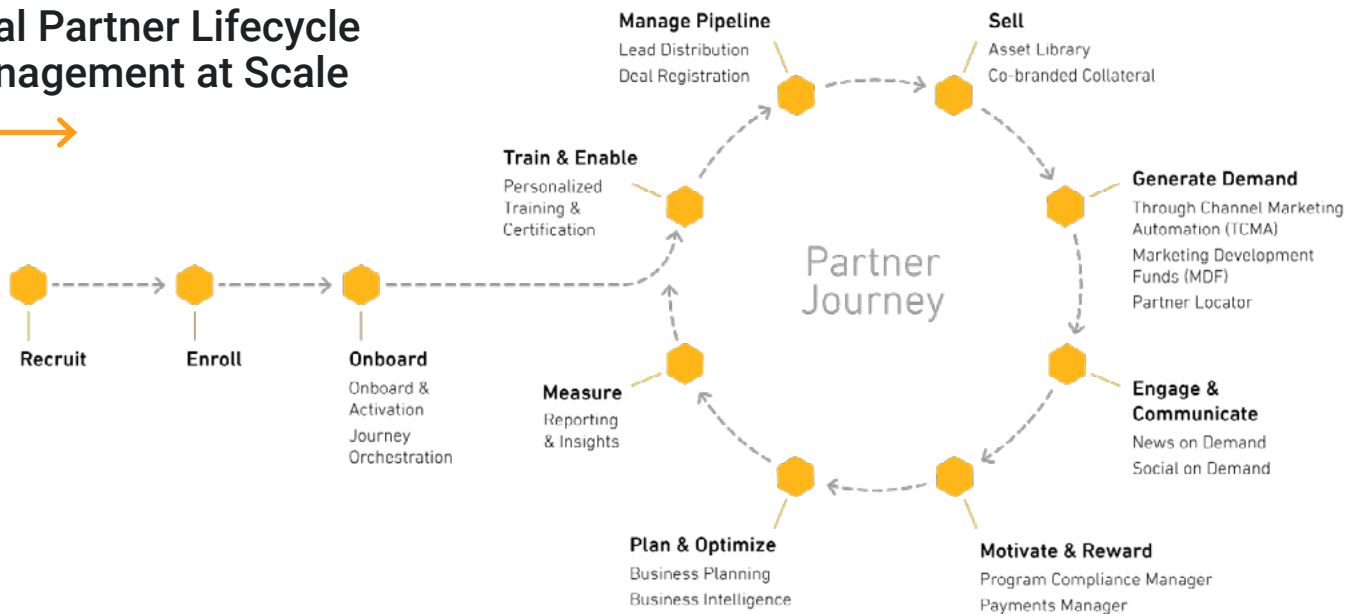 al Partner Lifecycle
nagement at Scale
Manage Pipeline
Lead Distribution
Deal Registration
Sell
Asset Library
Co-branded Collateral
Train & Enable
Personalized
Training &
Certification
Generate Demand
Through Channel Marketing
Automation (TCMA)
Marketing Development
Funds (MDF)
Partner Locator
Partner
Journey
Recruit
Enroll
Onboard
Onboard &
Activation
Journey
Orchestration
Measure
Reporting
& Insights
Engage &
Communicate
News on Demand
Social on Demand
Plan & Optimize
Business Planning
Business Intelligence
Motivate & Reward
Program Compliance Manager
Payments Manager